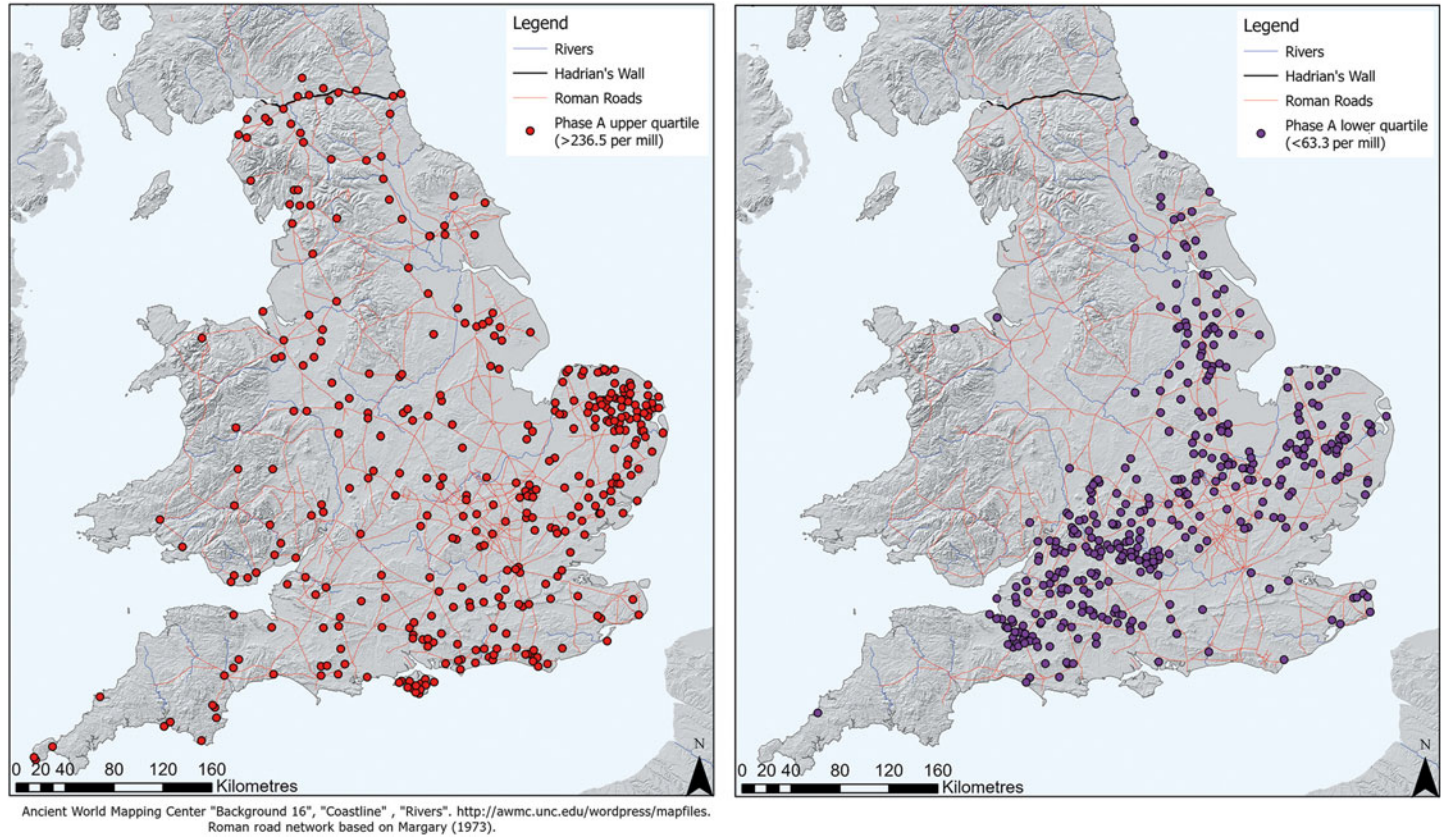 Legend
Rivers
Hadrian's Wall
Roman Roads
Phase A upper quartile
(>236.5 per mill)
N
0 20 40 80 120 160
Kilometres
Legend
Rivers
Hadrian's Wall
Roman Roads
Phase A lower quartile
(<63.3 per mill)
N
0 20 40 80 120 160
Kilometres
Ancient World Mapping Center "Background 16", "Coastline" , "Rivers". http://awmc.unc.edu/wordpress/mapfiles.
Roman road network based on Margary (1973).